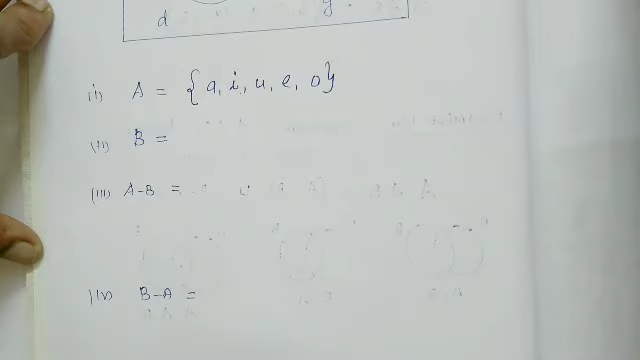 d y
(i) A = {a, i, u, e, o}
(ii) B =
(iii) A-B =
(iv) B-A =